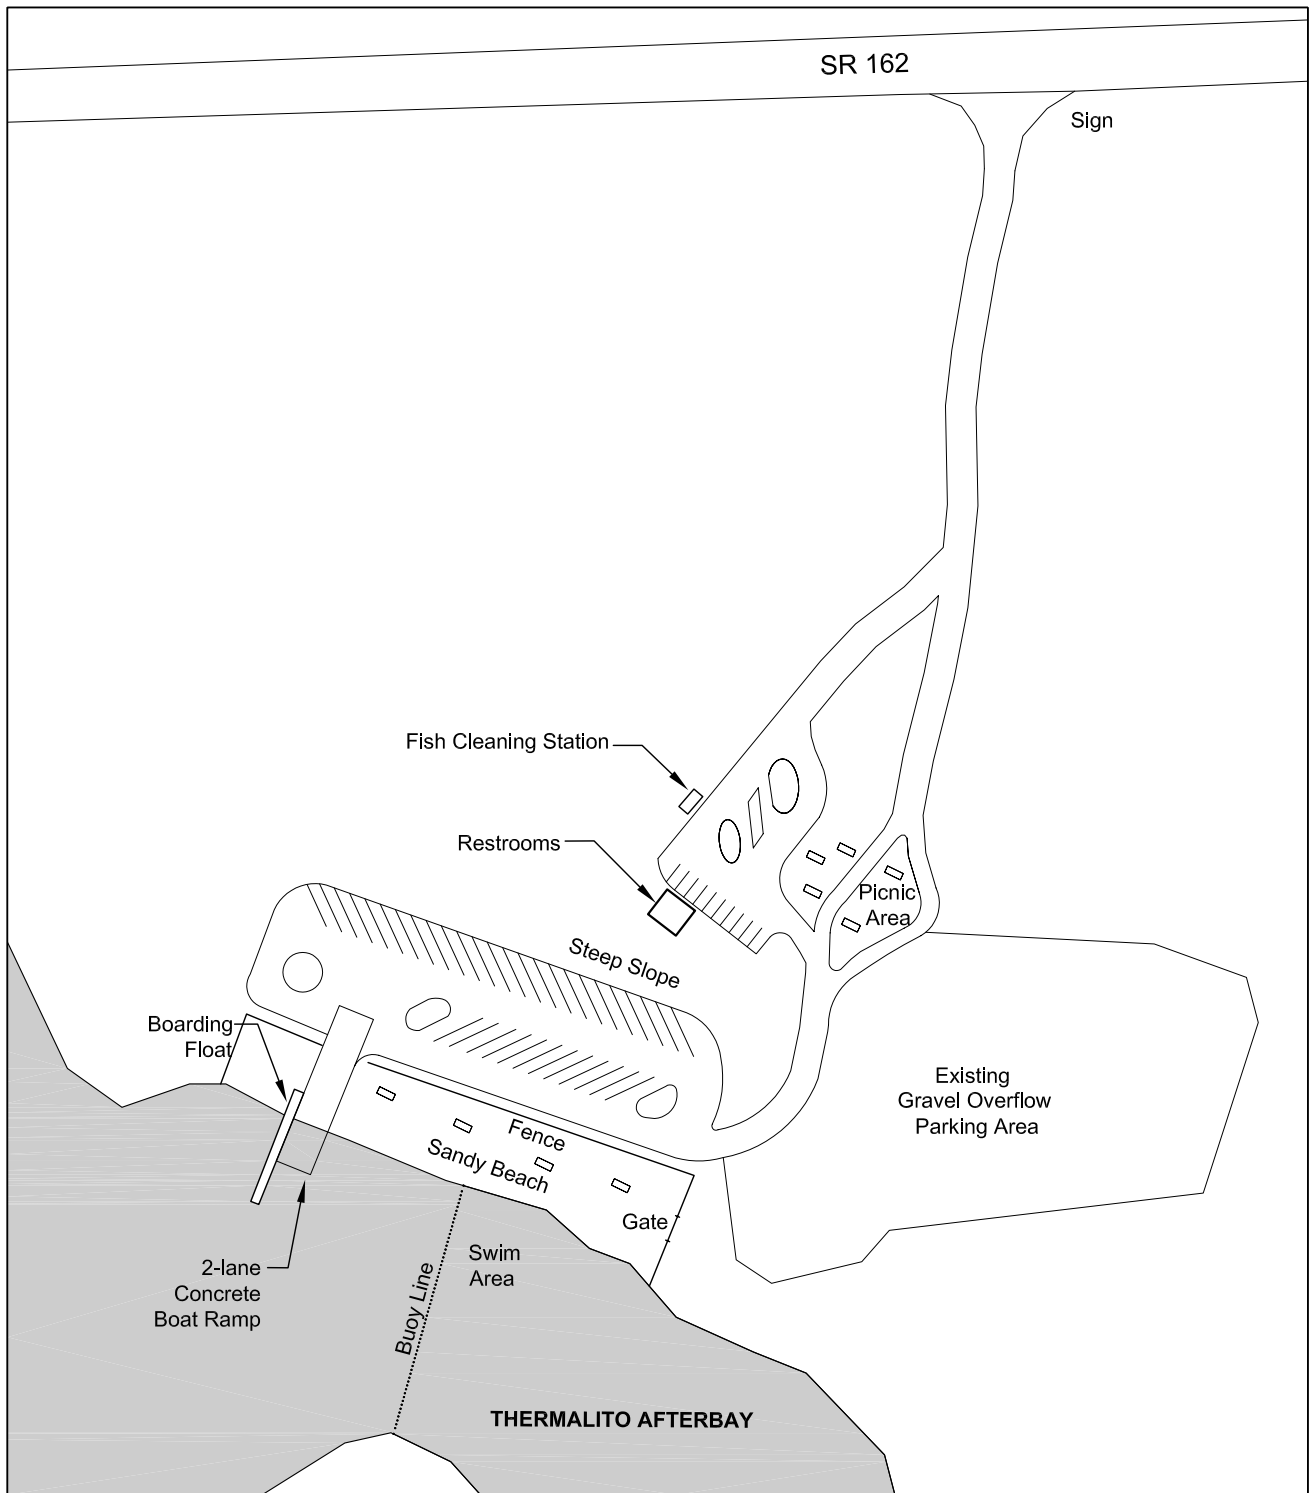 SR 162
Sign
Fish Cleaning Station
Restrooms
Picnic
Area
Steep Slope
Boarding
Float
Existing
Gravel Overflow
Parking Area
Fence
Sandy Beach
Gate
Swim
Area
2-lane
Concrete
Boat Ramp
Buoy Line
THERMALITO AFTERBAY